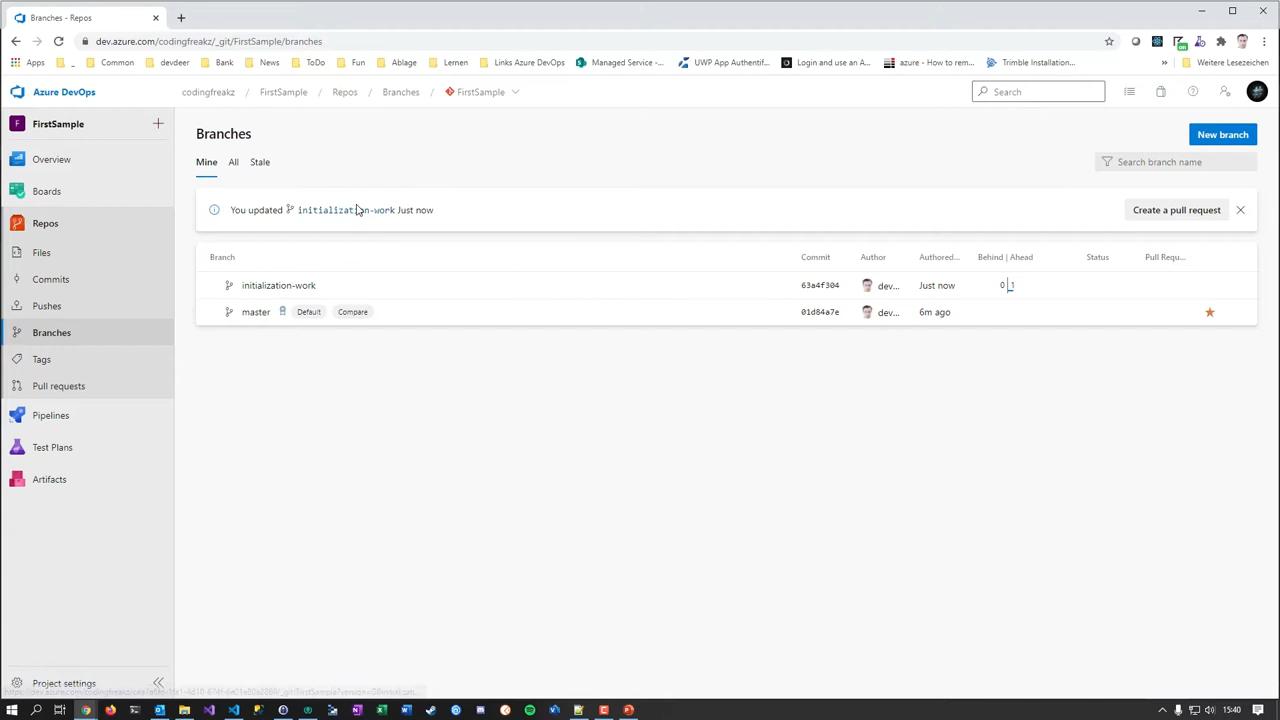 Branches - Repos
dev.azure.com/codingfreakz/_git/FirstSample/branches
Apps _ Common devdeer Bank News ToDo Fun Ablage Lernen Links Azure DevOps Managed Service -... UWP App Authentif... Login and use an A... azure - How to rem... Trimble Installation... » Weitere Lesezeichen
Azure DevOps codingfreakz / FirstSample / Repos / Branches / FirstSample Search
F FirstSample +
Branches
New branch
Overview
Mine All Stale
Search branch name
Boards
You updated initialization-work Just now
Create a pull request
Repos
Files
Branch Commit Author Authored... Behind | Ahead Status Pull Requ...
Commits
initialization-work 63a4f304 dev... Just now 0 1
Pushes
master Default Compare 01d84a7e dev... 6m ago
Branches
Tags
Pull requests
Pipelines
Test Plans
Artifacts
Project settings
15:40